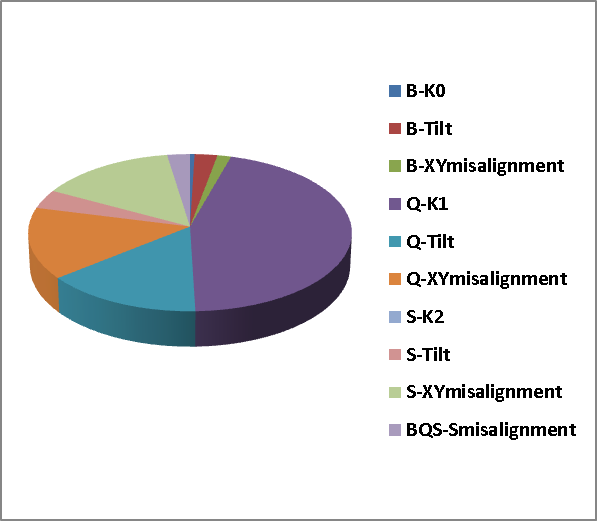 B-K0
B-Tilt
B-XYmisalignment
Q-K1
Q-Tilt
Q-XYmisalignment
S-K2
S-Tilt
S-XYmisalignment
BQS-Smisalignment